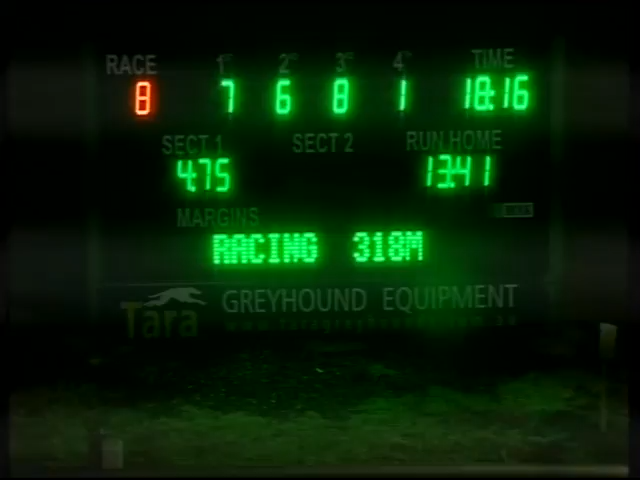 RACE 1ST 2ND 3RD 4TH TIME
8 7 6 8 1 18:16
SECT 1 SECT 2 RUN HOME
4:75 13:41
MARGINS
RACING 318M
Tara GREYHOUND EQUIPMENT